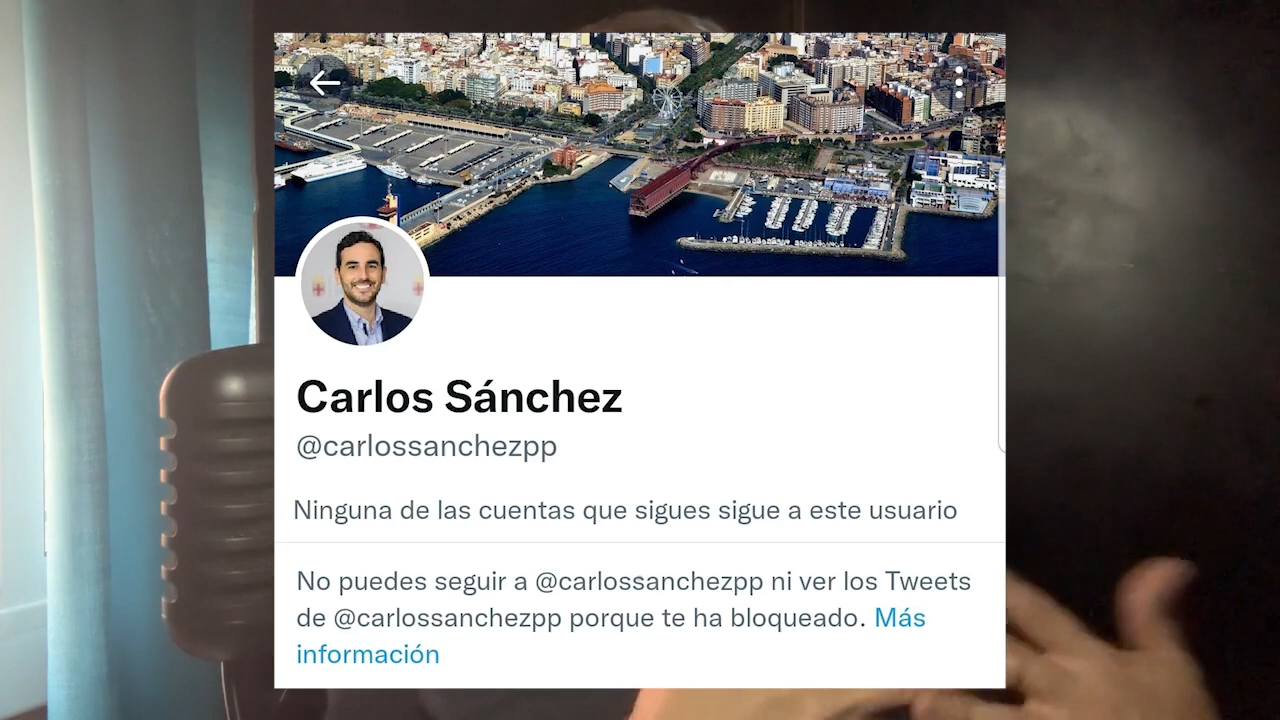 Carlos Sánchez
@carlossanchezpp
Ninguna de las cuentas que sigues sigue a este usuario
No puedes seguir a @carlossanchezpp ni ver los Tweets
de @carlossanchezpp porque te ha bloqueado. Más
información